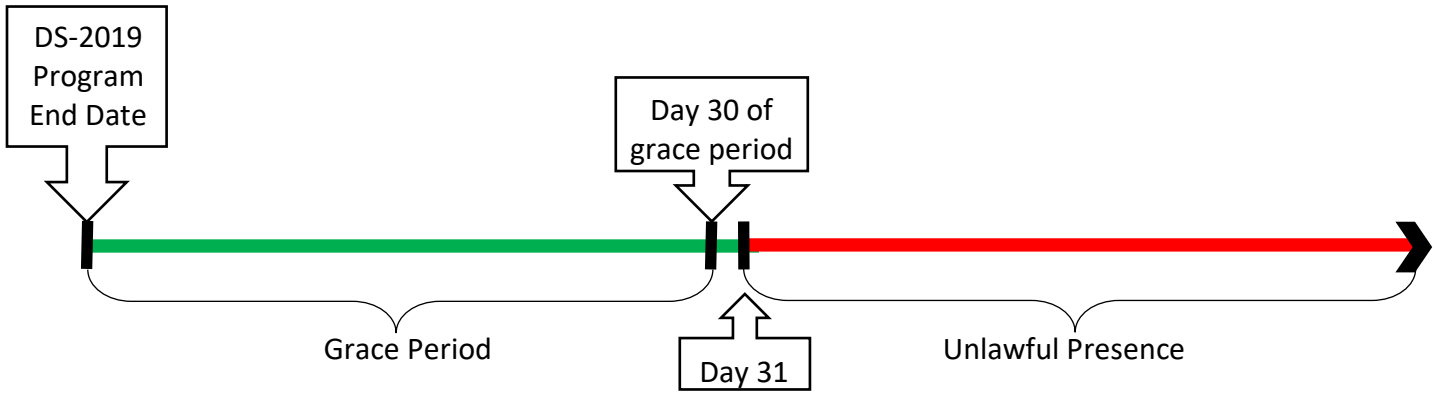 DS-2019
Program
End Date
Day 30 of
grace period
Grace Period
Day 31
Unlawful Presence